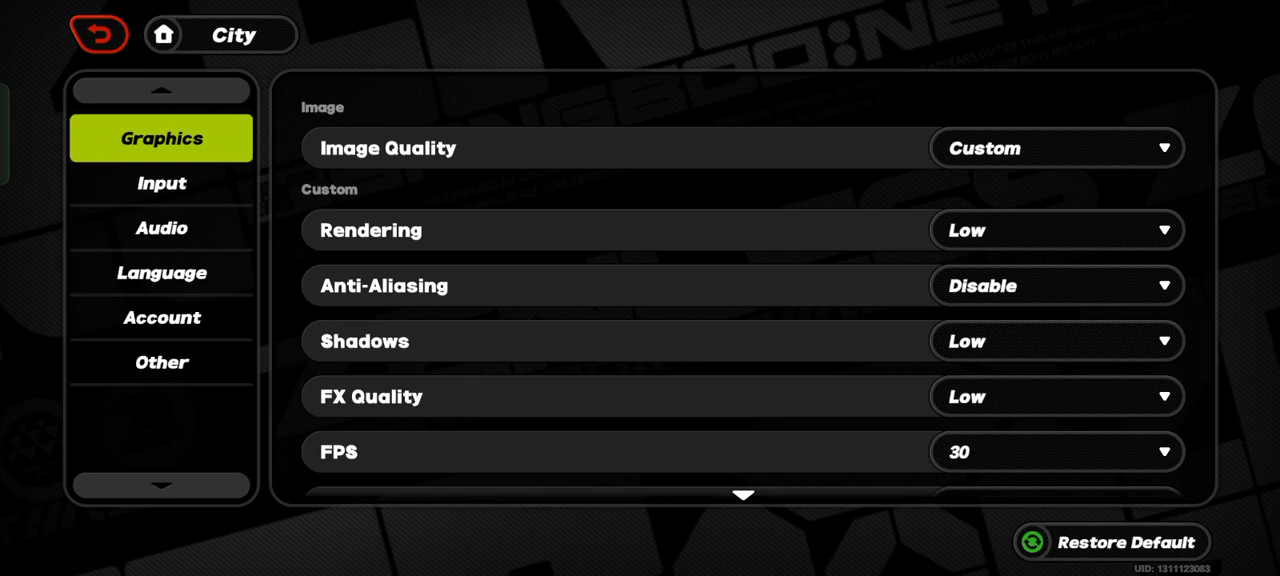 City
Graphics
Input
Audio
Language
Account
Other
Image
Image Quality
Custom
Custom
Rendering
Low
Anti-Aliasing
Disable
Shadows
Low
FX Quality
Low
FPS
30
Restore Default
UID: 1311123083